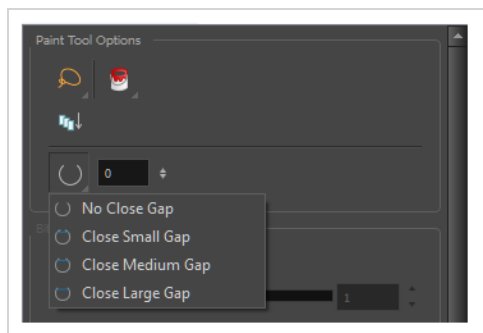 Paint Tool Options
0
No Close Gap
Close Small Gap
Close Medium Gap
Close Large Gap
1